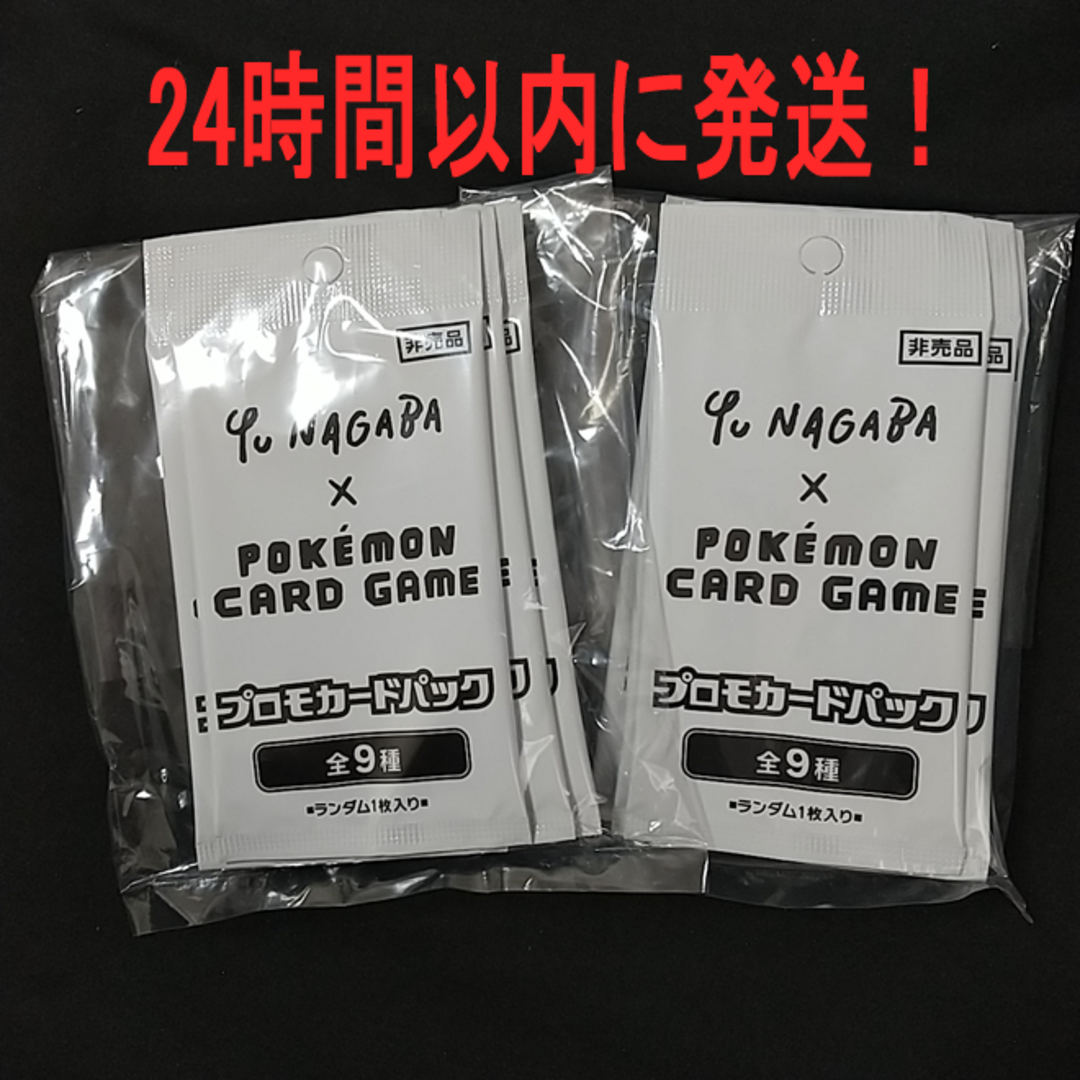 24時間以内に発送！
非売品
品
Yu NAGABA
×
POKÉMON
CARD GAME
E
プロモカードパック
全9種
■ランダム1枚入り■
非売品
品
Yu NAGABA
×
POKÉMON
CARD GAME
E
プロモカードパック
全9種
■ランダム1枚入り■